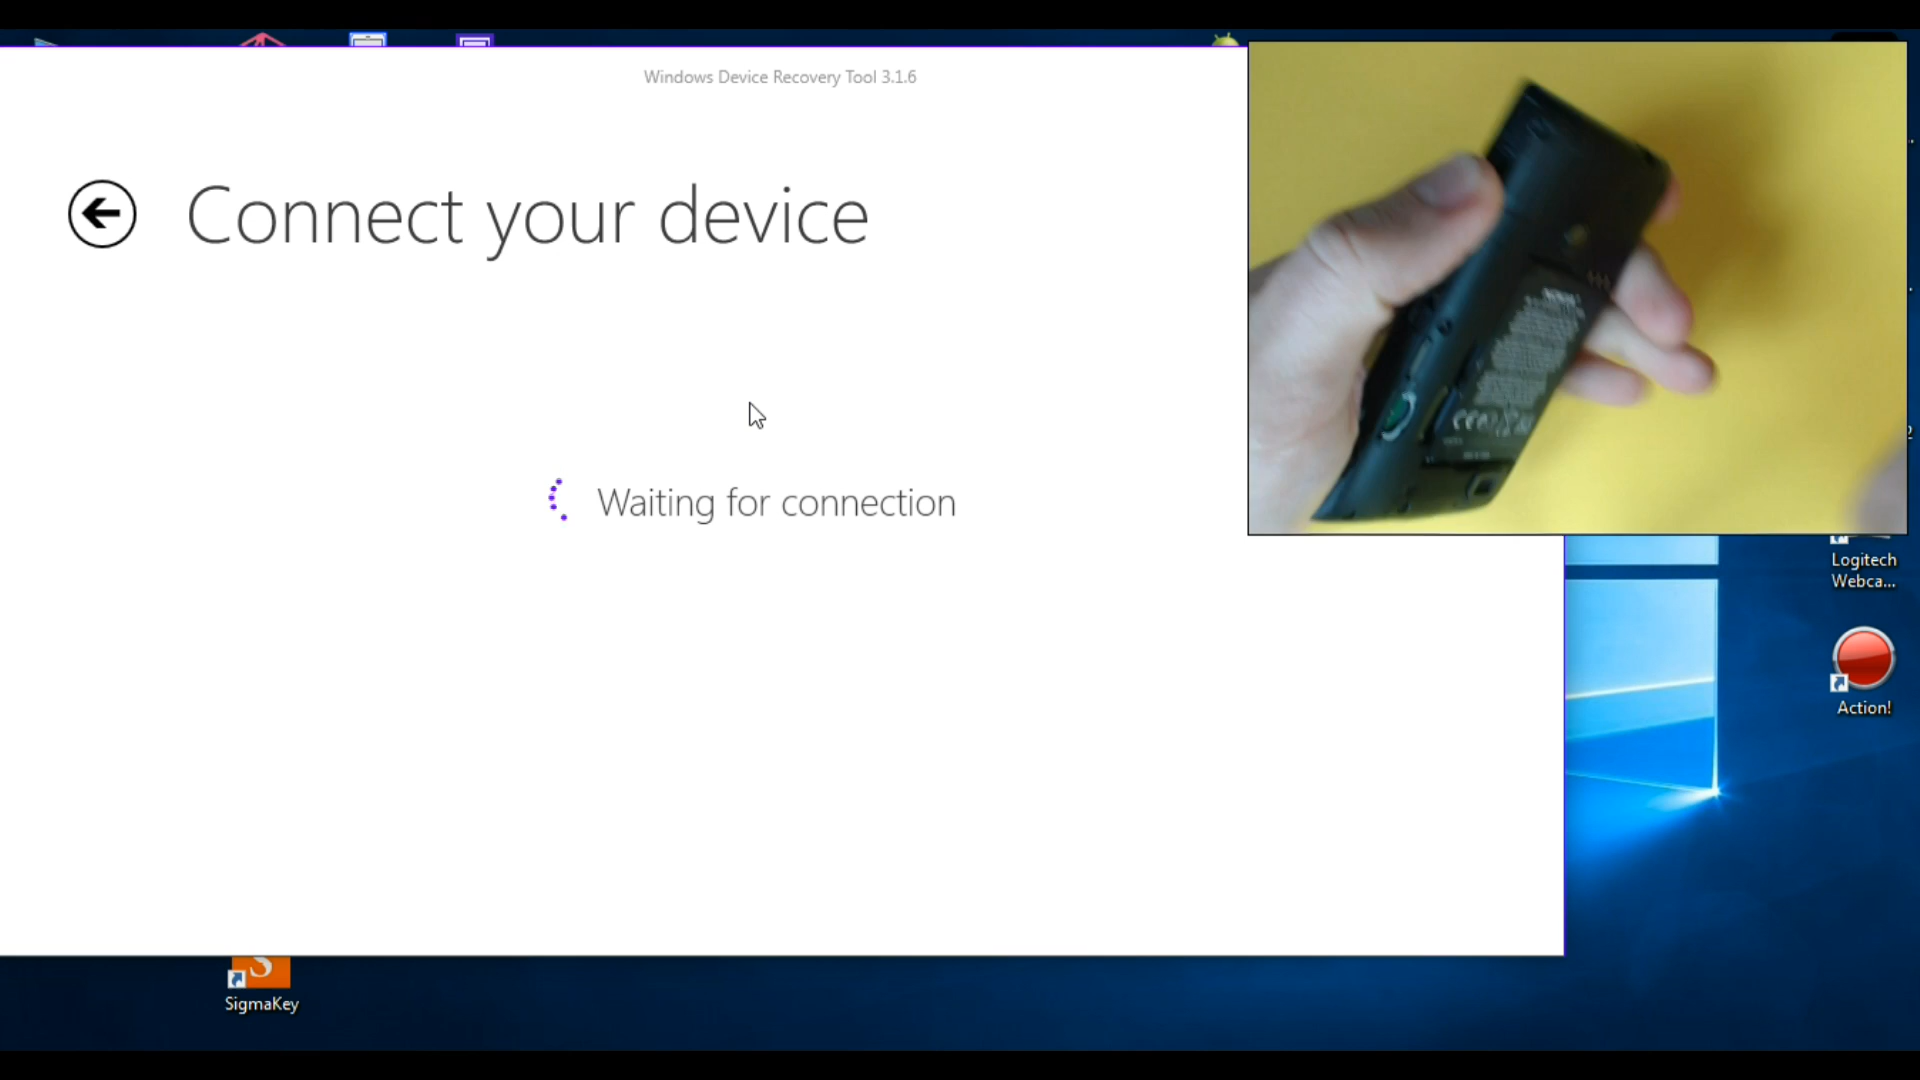 Windows Device Recovery Tool 3.1.6
Connect your device
Waiting for connection
Logitech
Webca...
Action!
SigmaKey